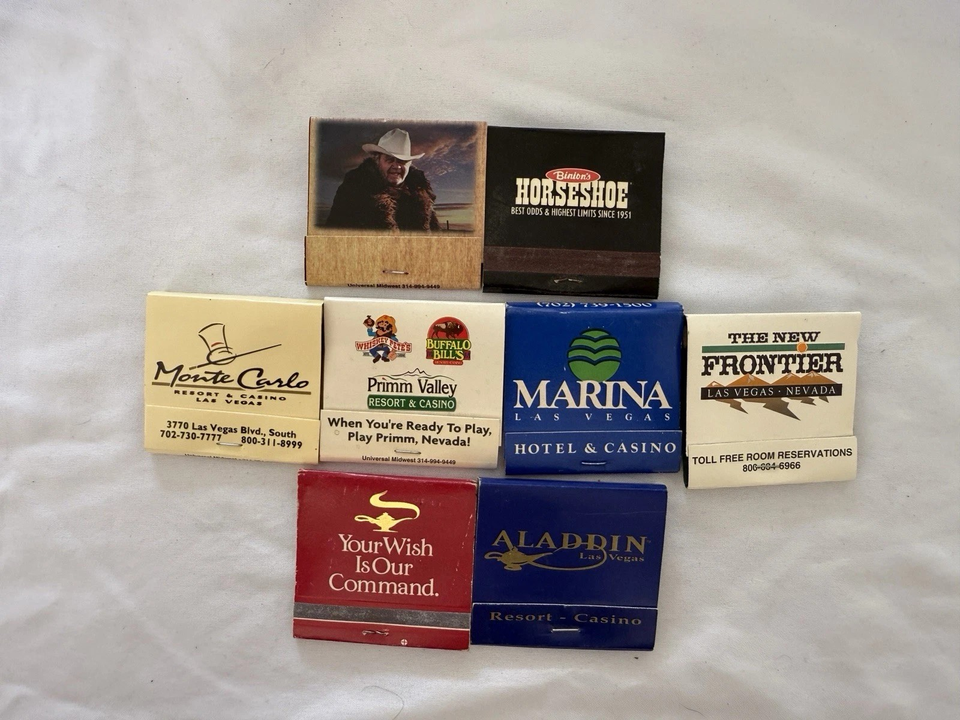 Universal Midwest 314-994-9449
Binion's
HORSESHOE
BEST ODDS & HIGHEST LIMITS SINCE 1951
Monte Carlo
RESORT & CASINO
LAS VEGAS
3770 Las Vegas Blvd., South
702-730-7777 800-311-8999
WHISKEY PETE'S
BUFFALO
BILL'S
Primm Valley
RESORT & CASINO
When You're Ready To Play,
Play Primm, Nevada!
Universal Midwest 314-994-9449
(702) 739-1500
MARINA
LAS VEGAS
HOTEL & CASINO
THE NEW
FRONTIER
LAS VEGAS • NEVADA
TOLL FREE ROOM RESERVATIONS
Your Wish
Is Our
Command.
ALADDIN
Las Vegas
Resort - Casino